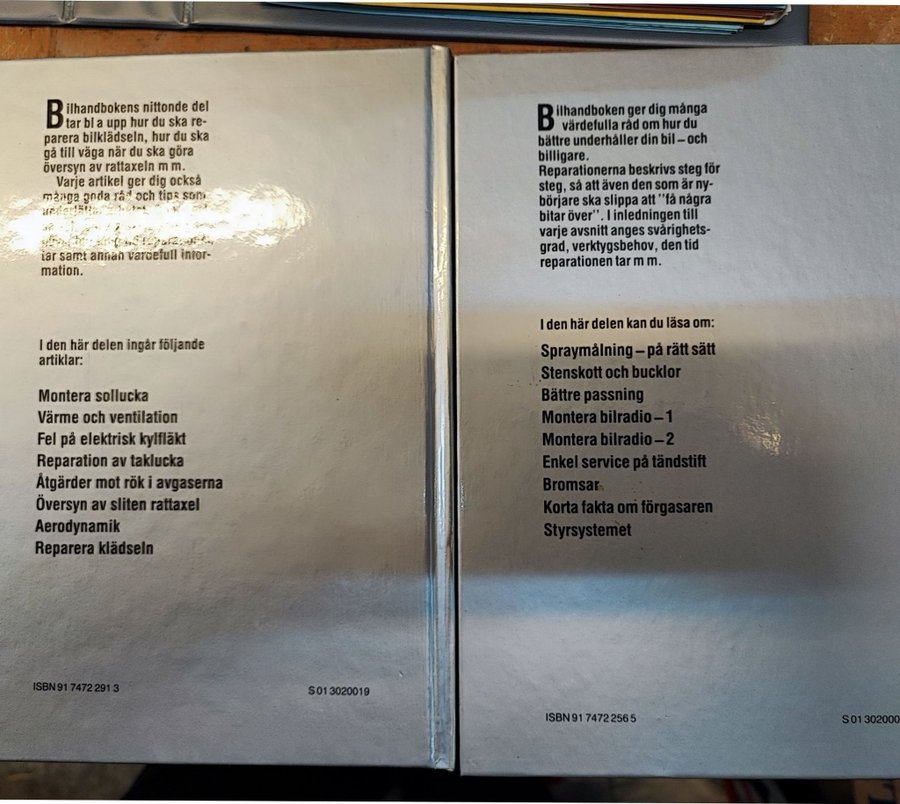 Bilhandbokens nittonde del
tar bl a upp hur du ska re-
parera bilklädseln, hur du ska
gå till väga när du ska göra
översyn av rattaxeln m m.
Varje artikel ger dig också
många goda råd och tips som
tar samt annan värdefull infor-
mation.
I den här delen ingår följande
artiklar:
Montera sollucka
Värme och ventilation
Fel på elektrisk kylfläkt
Reparation av taklucka
Åtgärder mot rök i avgaserna
Översyn av sliten rattaxel
Aerodynamik
Reparera klädseln
ISBN 91 7472 291 3
S 01 3020019
Bilhandboken ger dig många
värdefulla råd om hur du
bättre underhåller din bil – och
billigare.
Reparationerna beskrivs steg för
steg, så att även den som är ny-
börjare ska slippa att "få några
bitar över". I inledningen till
varje avsnitt anges svårighets-
grad, verktygsbehov, den tid
reparationen tar m m.
I den här delen kan du läsa om:
Spraymålning – på rätt sätt
Stenskott och bucklor
Bättre passning
Montera bilradio – 1
Montera bilradio – 2
Enkel service på tändstift
Bromsar
Korta fakta om förgasaren
Styrsystemet
ISBN 91 7472 256 5
S 01 302000